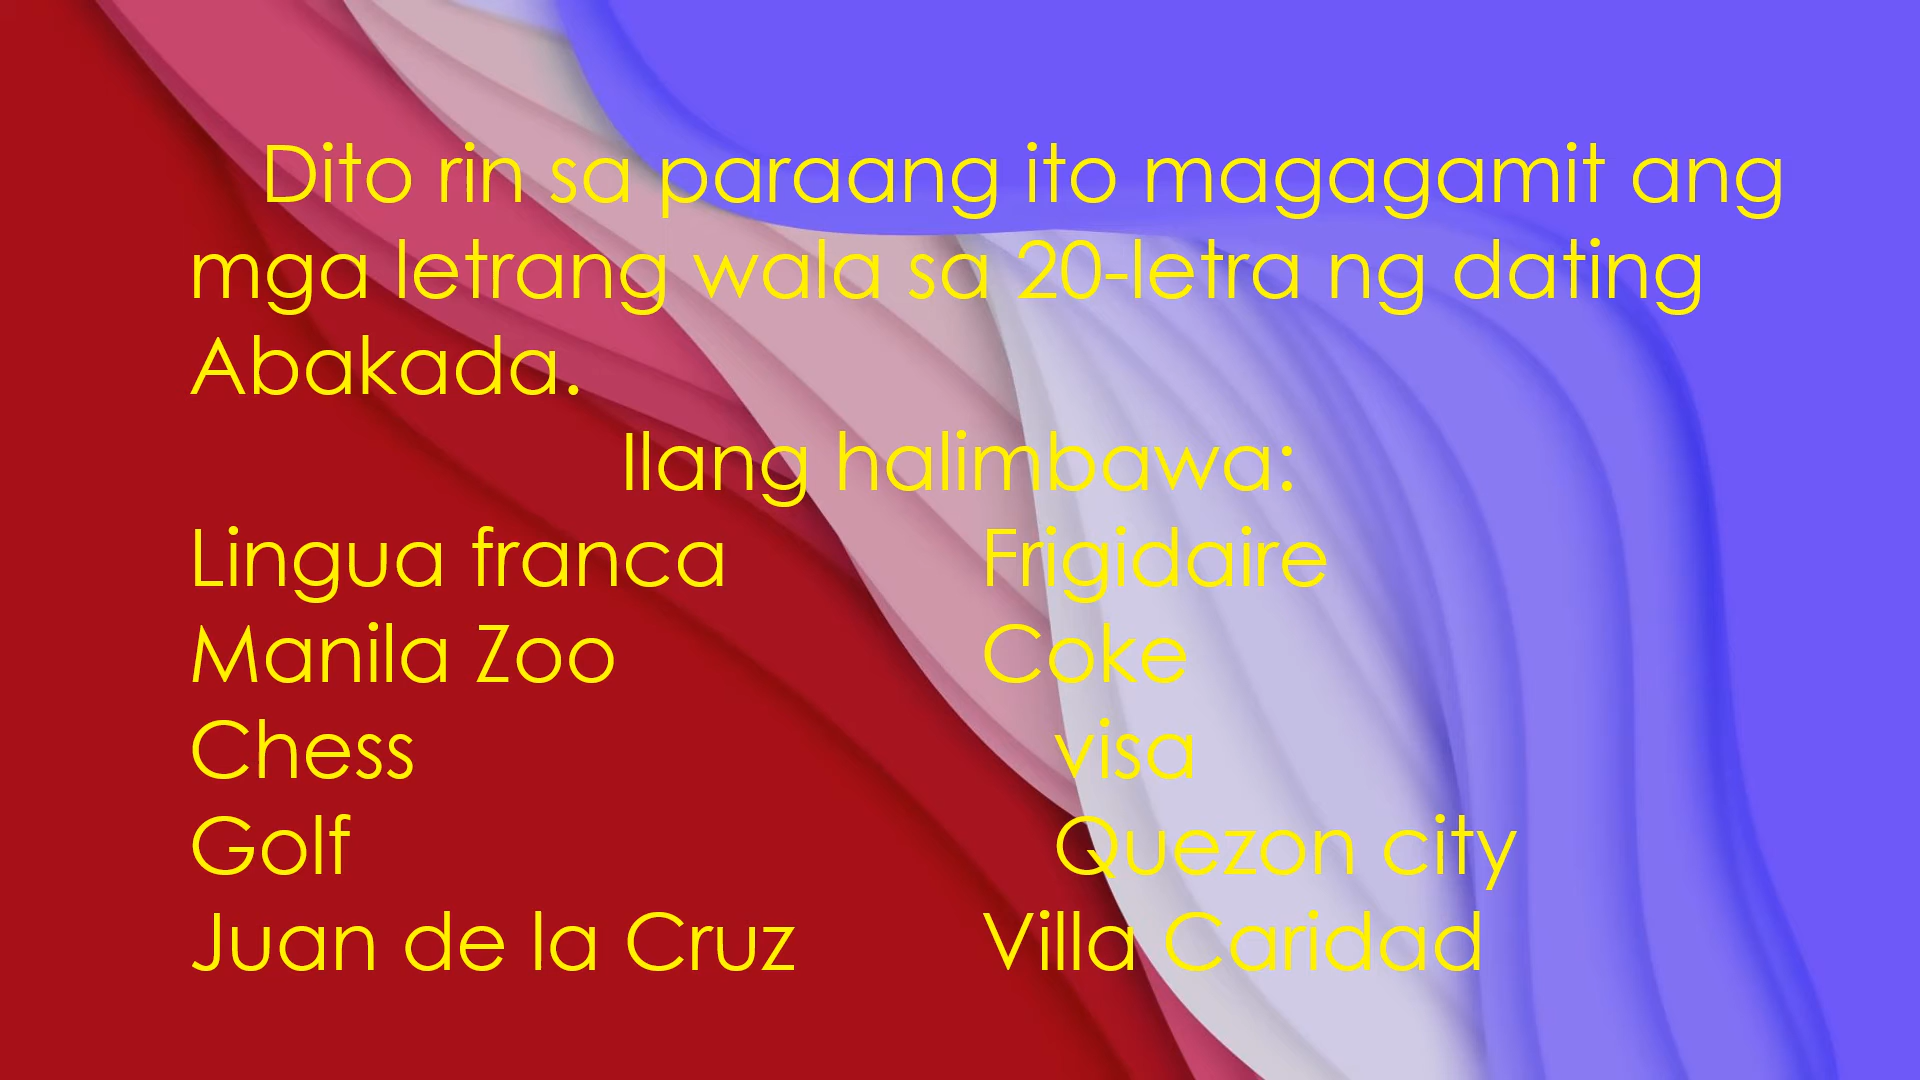 Dito rin sa paraang ito magagamit ang
mga letrang wala sa 20-letra ng dating
Abakada.
Ilang halimbawa:
Lingua franca Frigidaire
Manila Zoo Coke
Chess visa
Golf Quezon city
Juan de la Cruz Villa Caridad